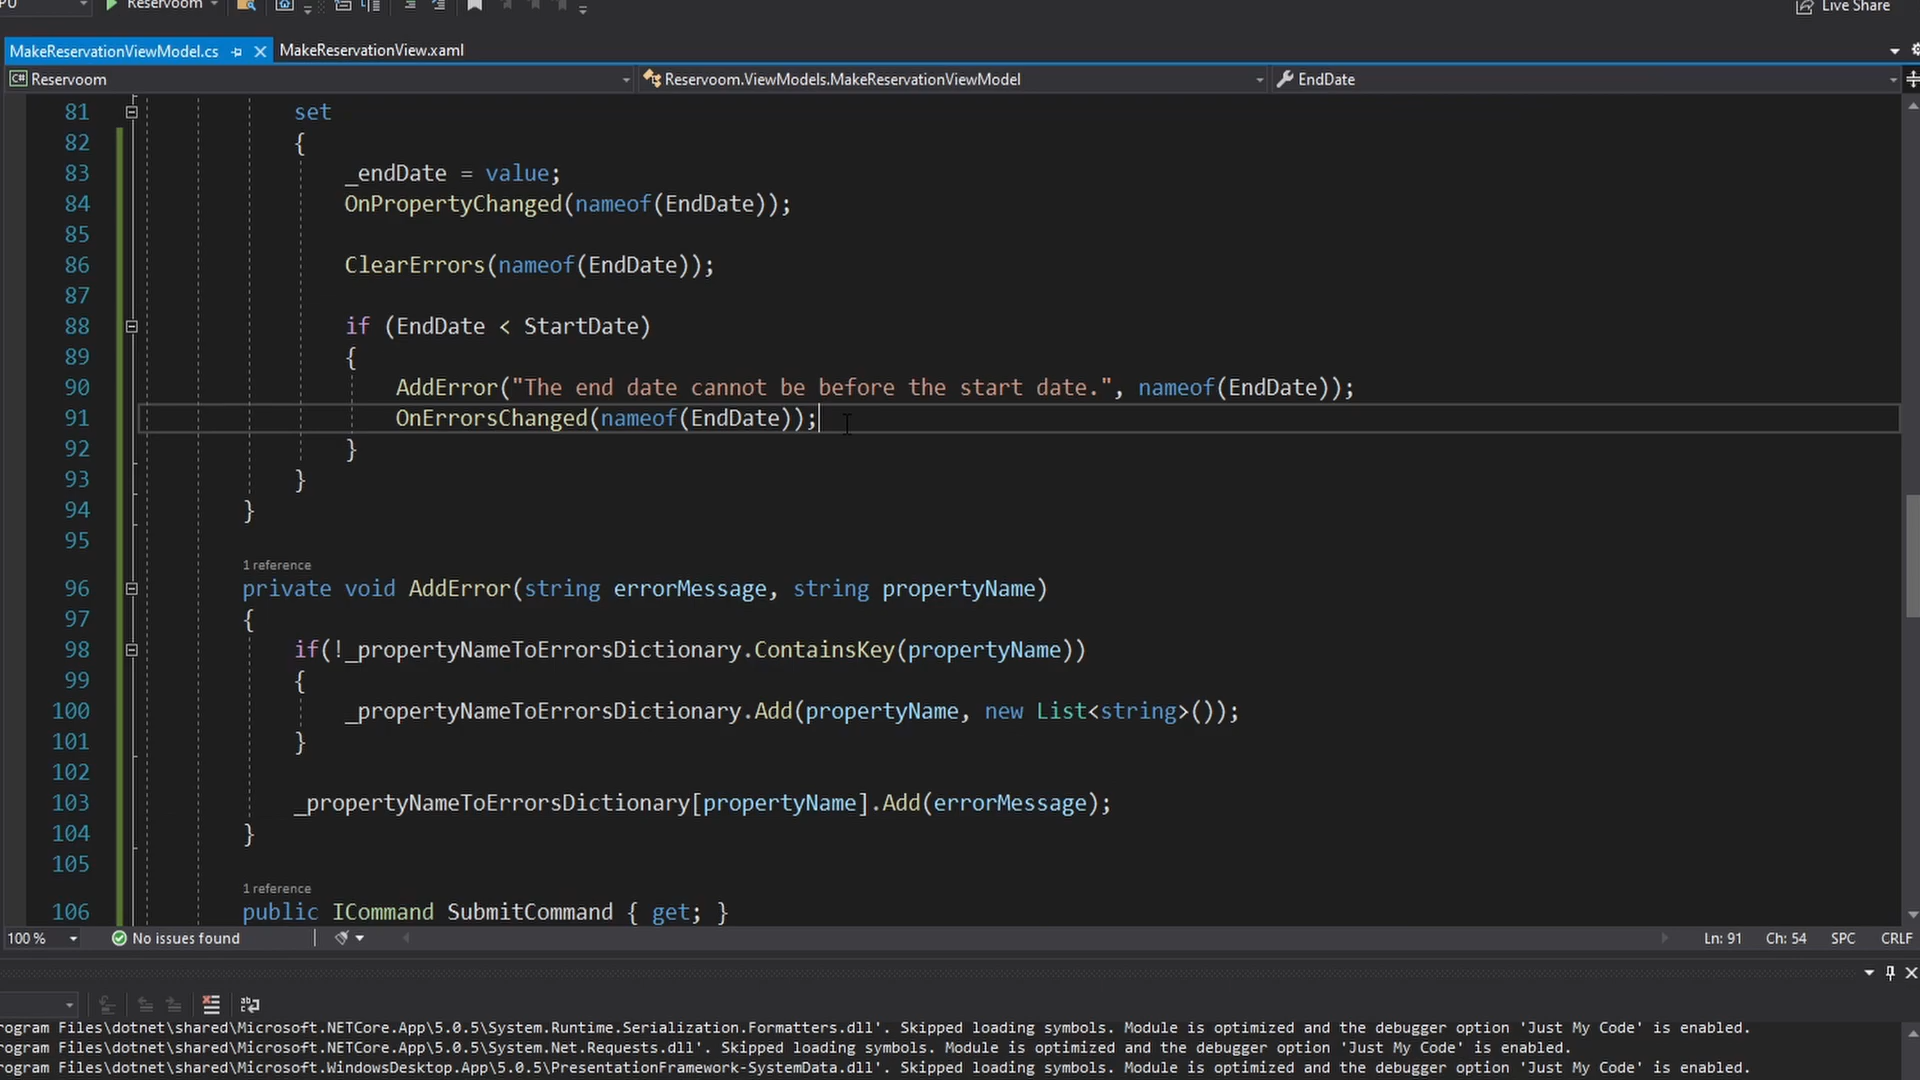 Reservoom
Live Share
MakeReservationViewModel.cs MakeReservationView.xaml
C# Reservoom Reservoom.ViewModels.MakeReservationViewModel EndDate
81 set
82 {
83 _endDate = value;
84 OnPropertyChanged(nameof(EndDate));
85
86 ClearErrors(nameof(EndDate));
87
88 if (EndDate < StartDate)
89 {
90 AddError("The end date cannot be before the start date.", nameof(EndDate));
91 OnErrorsChanged(nameof(EndDate));
92 }
93 }
94 }
95
1 reference
96 private void AddError(string errorMessage, string propertyName)
97 {
98 if(!_propertyNameToErrorsDictionary.ContainsKey(propertyName))
99 {
100 _propertyNameToErrorsDictionary.Add(propertyName, new List<string>());
101 }
102
103 _propertyNameToErrorsDictionary[propertyName].Add(errorMessage);
104 }
105
1 reference
106 public ICommand SubmitCommand { get; }
100 % No issues found Ln: 91 Ch: 54 SPC CRLF
rogram Files\dotnet\shared\Microsoft.NETCore.App\5.0.5\System.Runtime.Serialization.Formatters.dll'. Skipped loading symbols. Module is optimized and the debugger option 'Just My Code' is enabled.
rogram Files\dotnet\shared\Microsoft.NETCore.App\5.0.5\System.Net.Requests.dll'. Skipped loading symbols. Module is optimized and the debugger option 'Just My Code' is enabled.
rogram Files\dotnet\shared\Microsoft.WindowsDesktop.App\5.0.5\PresentationFramework-SystemData.dll'. Skipped loading symbols. Module is optimized and the debugger option 'Just My Code' is enabled.